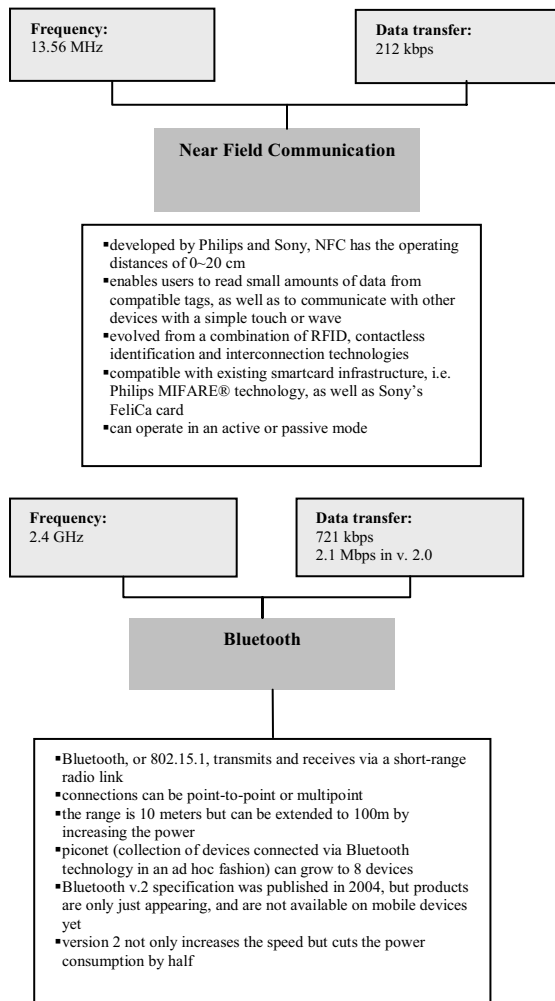 Frequency:
13.56 MHz
Data transfer:
212 kbps
Near Field Communication
▪developed by Philips and Sony, NFC has the operating
distances of 0~20 cm
▪enables users to read small amounts of data from
compatible tags, as well as to communicate with other
devices with a simple touch or wave
▪evolved from a combination of RFID, contactless
identification and interconnection technologies
▪compatible with existing smartcard infrastructure, i.e.
Philips MIFARE® technology, as well as Sony's
FeliCa card
▪can operate in an active or passive mode
Frequency:
2.4 GHz
Data transfer:
721 kbps
2.1 Mbps in v. 2.0
Bluetooth
▪Bluetooth, or 802.15.1, transmits and receives via a short-range
radio link
▪connections can be point-to-point or multipoint
▪the range is 10 meters but can be extended to 100m by
increasing the power
▪piconet (collection of devices connected via Bluetooth
technology in an ad hoc fashion) can grow to 8 devices
▪Bluetooth v.2 specification was published in 2004, but products
are only just appearing, and are not available on mobile devices
yet
▪version 2 not only increases the speed but cuts the power
consumption by half